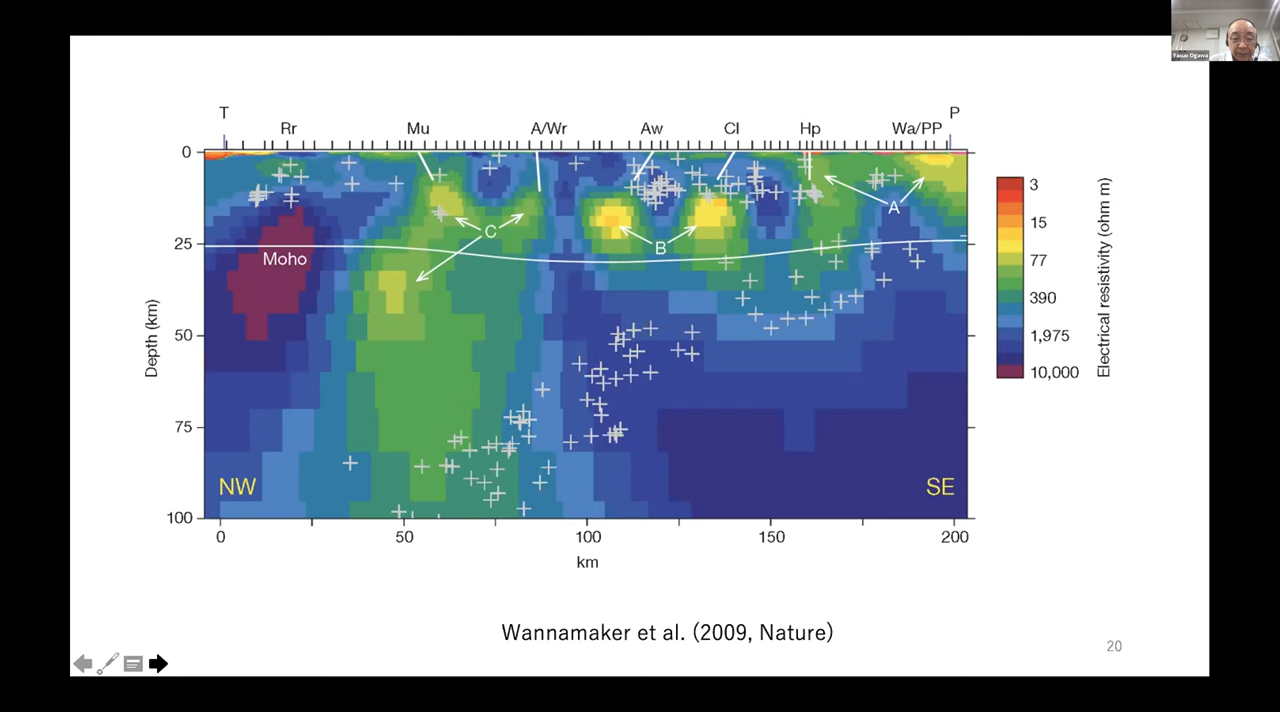 Yasuo Ogawa
T P
Rr Mu A/Wr Aw Cl Hp Wa/PP
0
25
50
75
100
Depth (km)
Moho
C
B
A
NW
SE
0 50 100 150 200
km
3
15
77
390
1,975
10,000
Electrical resistivity (ohm m)
Wannamaker et al. (2009, Nature)
20